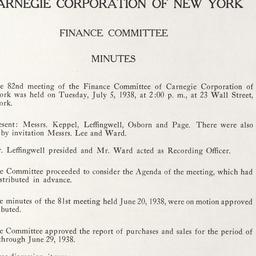 ARNEGIE CORPORATION OF NEW YORK
FINANCE COMMITTEE
MINUTES
e 82nd meeting of the Finance Committee of Carnegie Corporation of
ork was held on Tuesday, July 5, 1938, at 2:00 p. m., at 23 Wall Street,
ork.
esent: Messrs. Keppel, Leffingwell, Osborn and Page. There were also
by invitation Messrs. Lee and Ward.
r. Leffingwell presided and Mr. Ward acted as Recording Officer.
e Committee proceeded to consider the Agenda of the meeting, which had
stributed in advance.
e minutes of the 81st meeting held June 20, 1938, were on motion approved
buted.
e Committee approved the report of purchases and sales for the period of
through June 29, 1938.